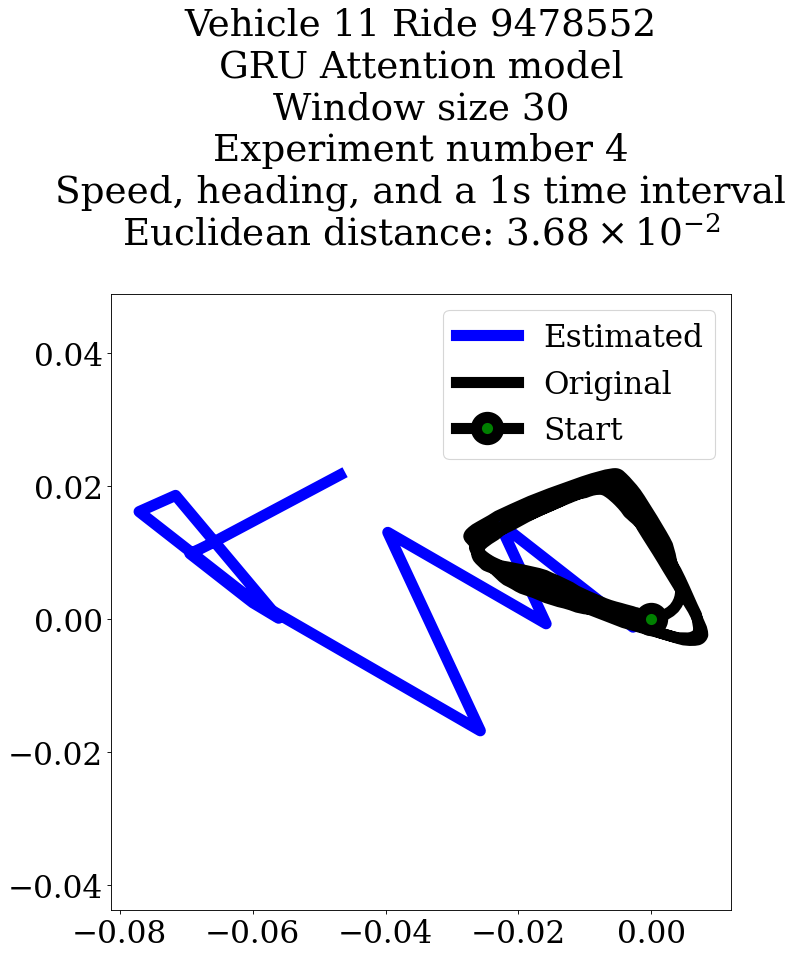 Vehicle 11 Ride 9478552
GRU Attention model
Window size 30
Experiment number 4
Speed, heading, and a 1s time interval
Euclidean distance: 3.68 × 10⁻²
Estimated
Original
Start
0.04
0.02
0.00
−0.02
−0.04
−0.08 −0.06 −0.04 −0.02 0.00